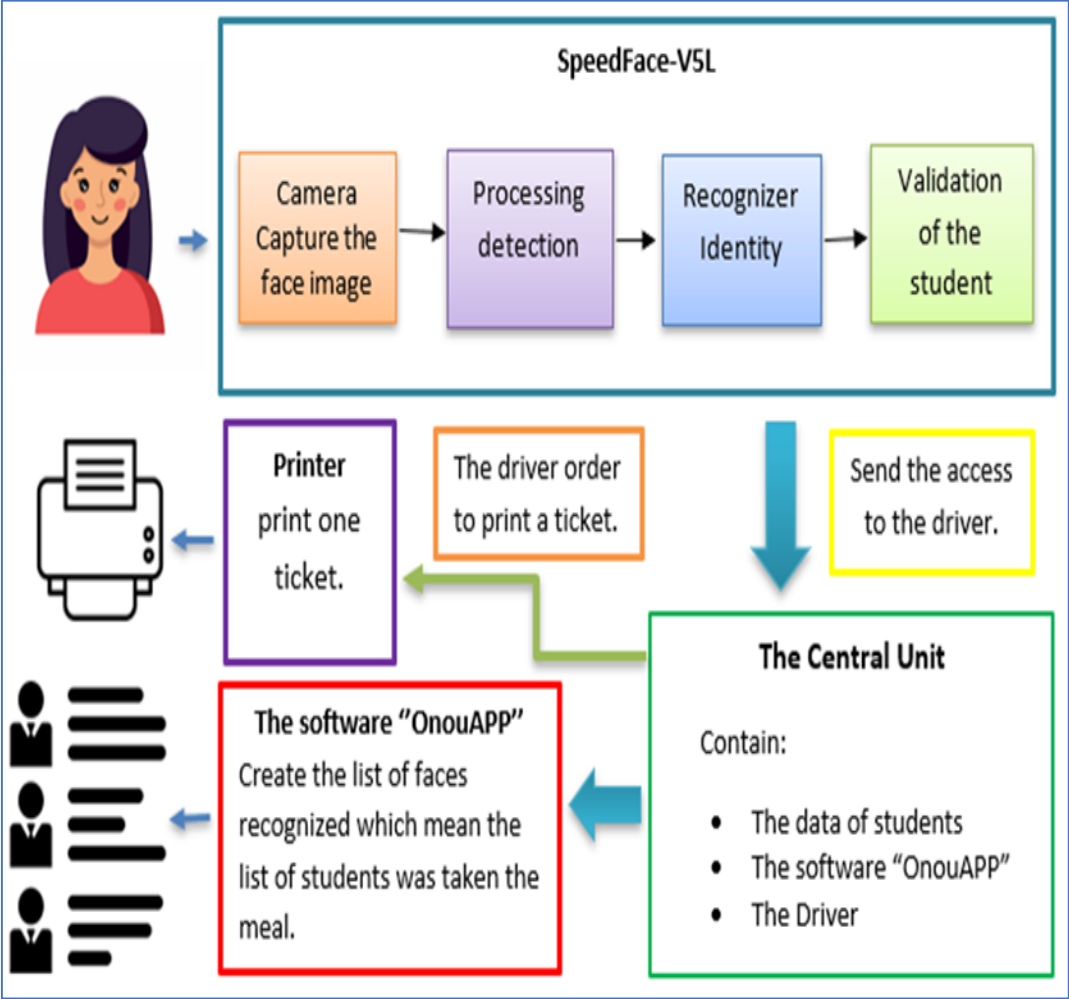 SpeedFace-V5L
Camera
Capture the
face image
Processing
detection
Recognizer
Identity
Validation
of the
student
Printer
print one
ticket.
The driver order
to print a ticket.
Send the access
to the driver.
The Central Unit
Contain:
• The data of students
• The software “OnouAPP”
• The Driver
The software “OnouAPP”
Create the list of faces
recognized which mean the
list of students was taken the
meal.